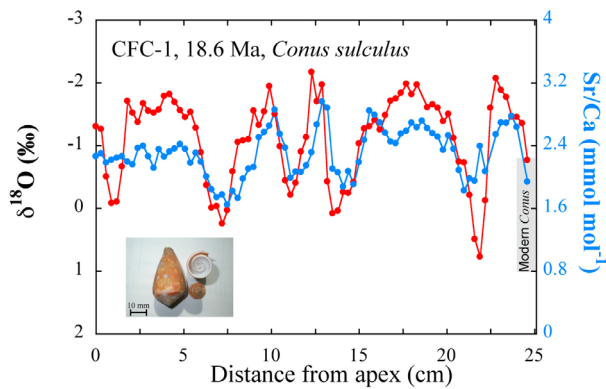 CFC-1, 18.6 Ma, Conus sulculus
δ¹⁸O (‰)
-3
-2
-1
0
1
2
Sr/Ca (mmol mol⁻¹)
4
3.2
2.4
1.6
0.8
0
Modern Conus
10 mm
0 5 10 15 20 25
Distance from apex (cm)